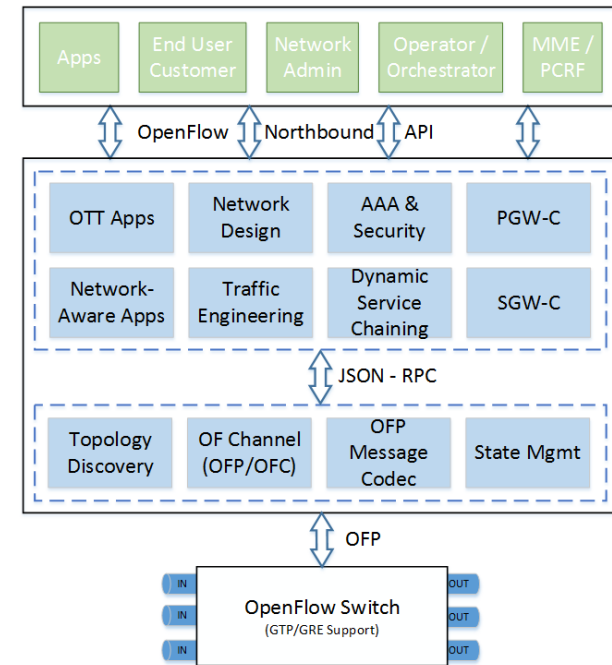 Apps
End User
Customer
Network
Admin
Operator /
Orchestrator
MME /
PCRF
OpenFlow
Northbound
API
OTT Apps
Network
Design
AAA &
Security
PGW-C
Network-
Aware Apps
Traffic
Engineering
Dynamic
Service
Chaining
SGW-C
JSON - RPC
Topology
Discovery
OF Channel
(OFP/OFC)
OFP
Message
Codec
State Mgmt
OFP
IN
IN
IN
OpenFlow Switch
(GTP/GRE Support)
OUT
OUT
OUT